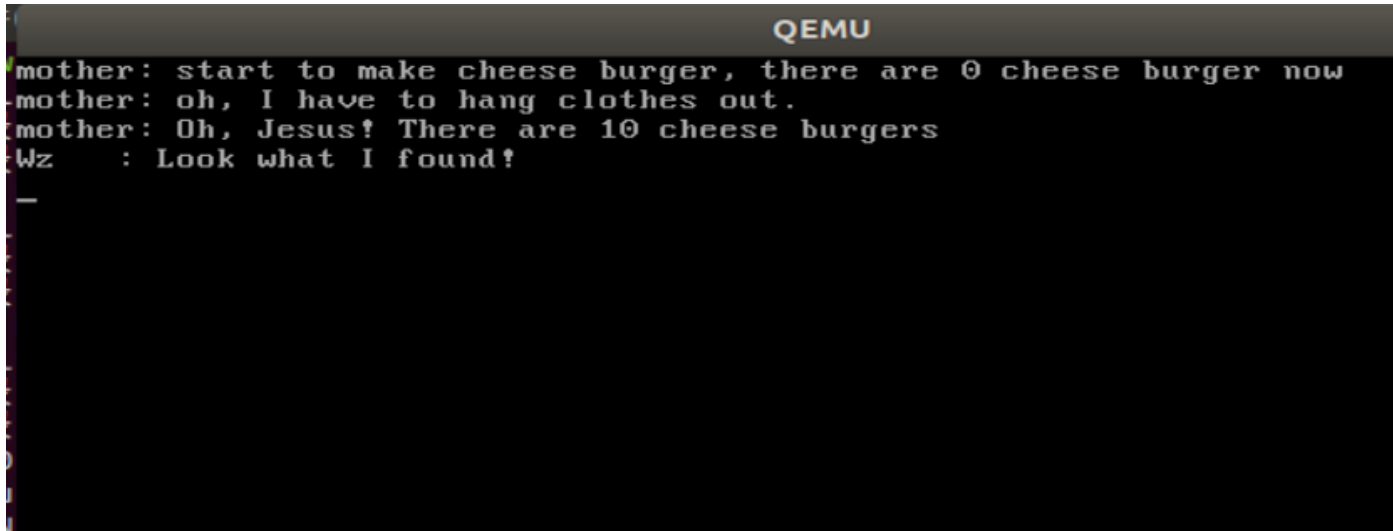 QEMU
mother: start to make cheese burger, there are 0 cheese burger now
mother: oh, I have to hang clothes out.
mother: Oh, Jesus! There are 10 cheese burgers
Wz   : Look what I found!